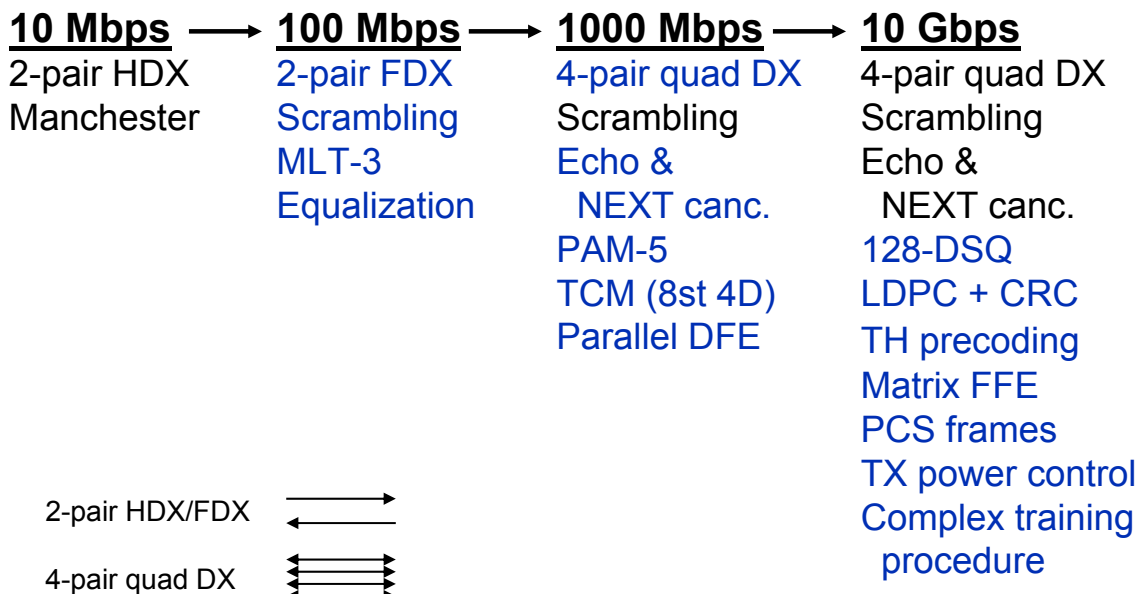 10 Mbps
2-pair HDX
Manchester
100 Mbps
2-pair FDX
Scrambling
MLT-3
Equalization
1000 Mbps
4-pair quad DX
Scrambling
Echo &
NEXT canc.
PAM-5
TCM (8st 4D)
Parallel DFE
10 Gbps
4-pair quad DX
Scrambling
Echo &
NEXT canc.
128-DSQ
LDPC + CRC
TH precoding
Matrix FFE
PCS frames
TX power control
Complex training
procedure
2-pair HDX/FDX
4-pair quad DX